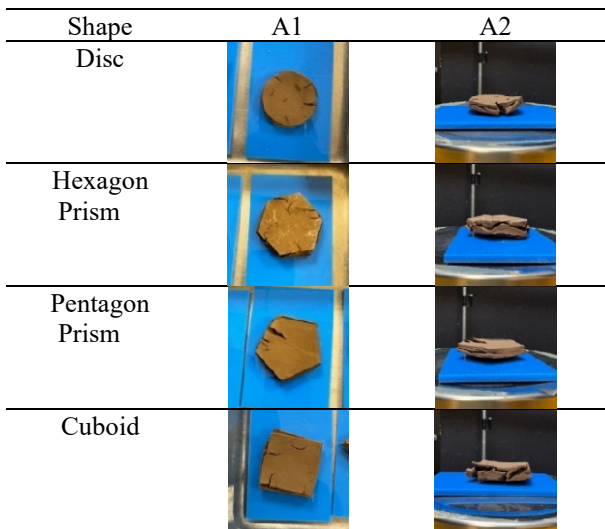 Shape A1 A2
Disc
Hexagon
Prism
Pentagon
Prism
Cuboid